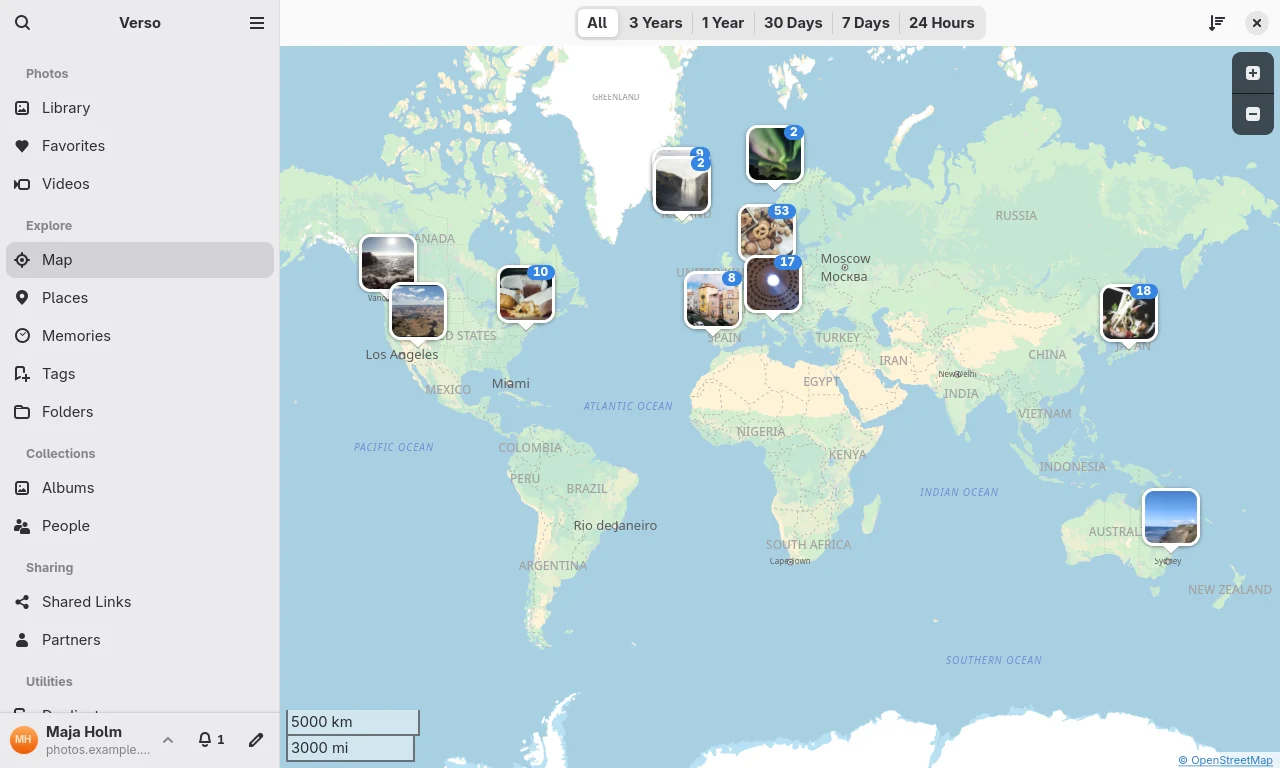 Verso
All
3 Years
1 Year
30 Days
7 Days
24 Hours
Photos
Library
Favorites
Videos
Explore
Map
Places
Memories
Tags
Folders
Collections
Albums
People
Sharing
Shared Links
Partners
Utilities
MH
Maja Holm
photos.example....
1
GREENLAND
9
2
2
53
17
8
10
18
RUSSIA
Moscow
Москва
TURKEY
IRAN
CHINA
New Delhi
INDIA
EGYPT
VIETNAM
NIGERIA
KENYA
INDONESIA
INDIAN OCEAN
SOUTH AFRICA
Cape Town
Sydney
NEW ZEALAND
SOUTHERN OCEAN
SPAIN
JAPAN
Los Angeles
MEXICO
Miami
ATLANTIC OCEAN
PACIFIC OCEAN
COLOMBIA
PERU
BRAZIL
Rio de Janeiro
ARGENTINA
5000 km
3000 mi
© OpenStreetMap